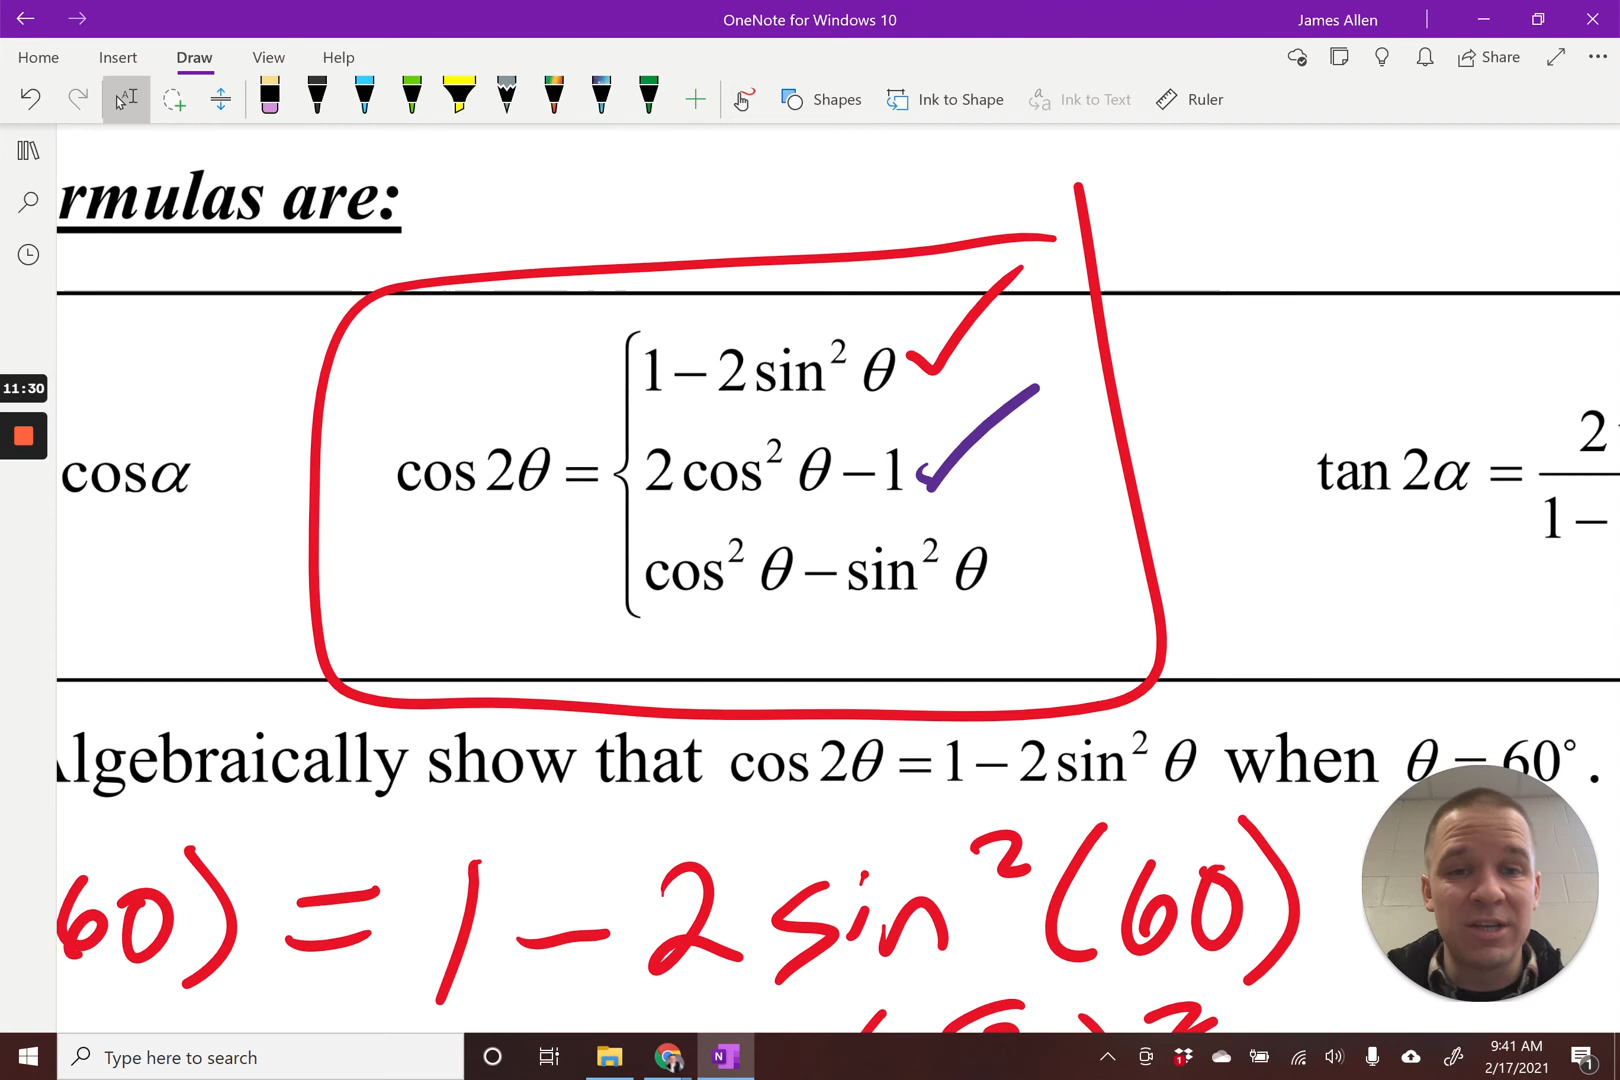 OneNote for Windows 10
James Allen
Home Insert Draw View Help
Share
Shapes Ink to Shape Ink to Text Ruler
rmulas are:
11:30
1 − 2 sin² θ
cos α cos 2θ = 2 cos² θ − 1 tan 2α = 2
cos² θ − sin² θ 1 −
Algebraically show that cos 2θ = 1 − 2 sin² θ when θ = 60° .
60) = 1 − 2 sin² (60)
Type here to search
9:41 AM
2/17/2021